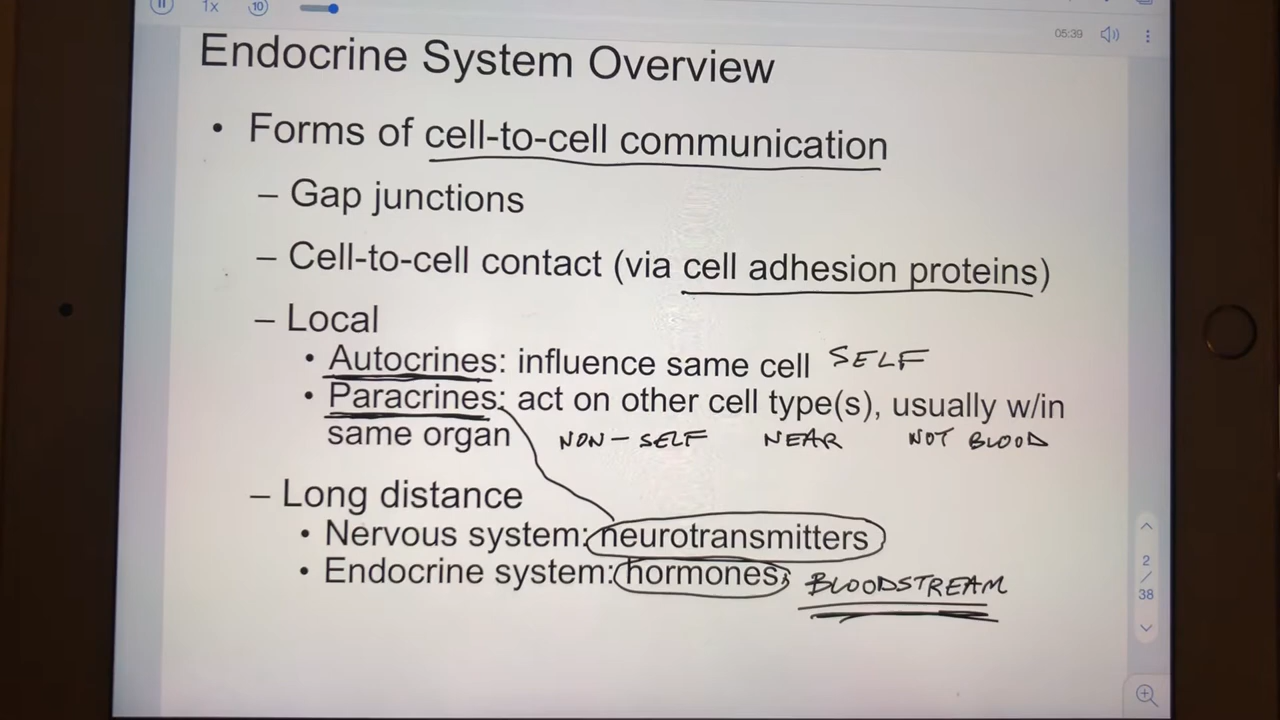 1x 10 05:39
Endocrine System Overview
• Forms of cell-to-cell communication
– Gap junctions
– Cell-to-cell contact (via cell adhesion proteins)
– Local
• Autocrines: influence same cell SELF
• Paracrines: act on other cell type(s), usually w/in
same organ NON-SELF NEAR NOT BLOOD
– Long distance
• Nervous system: neurotransmitters
• Endocrine system: hormones; BLOODSTREAM
2
/
38